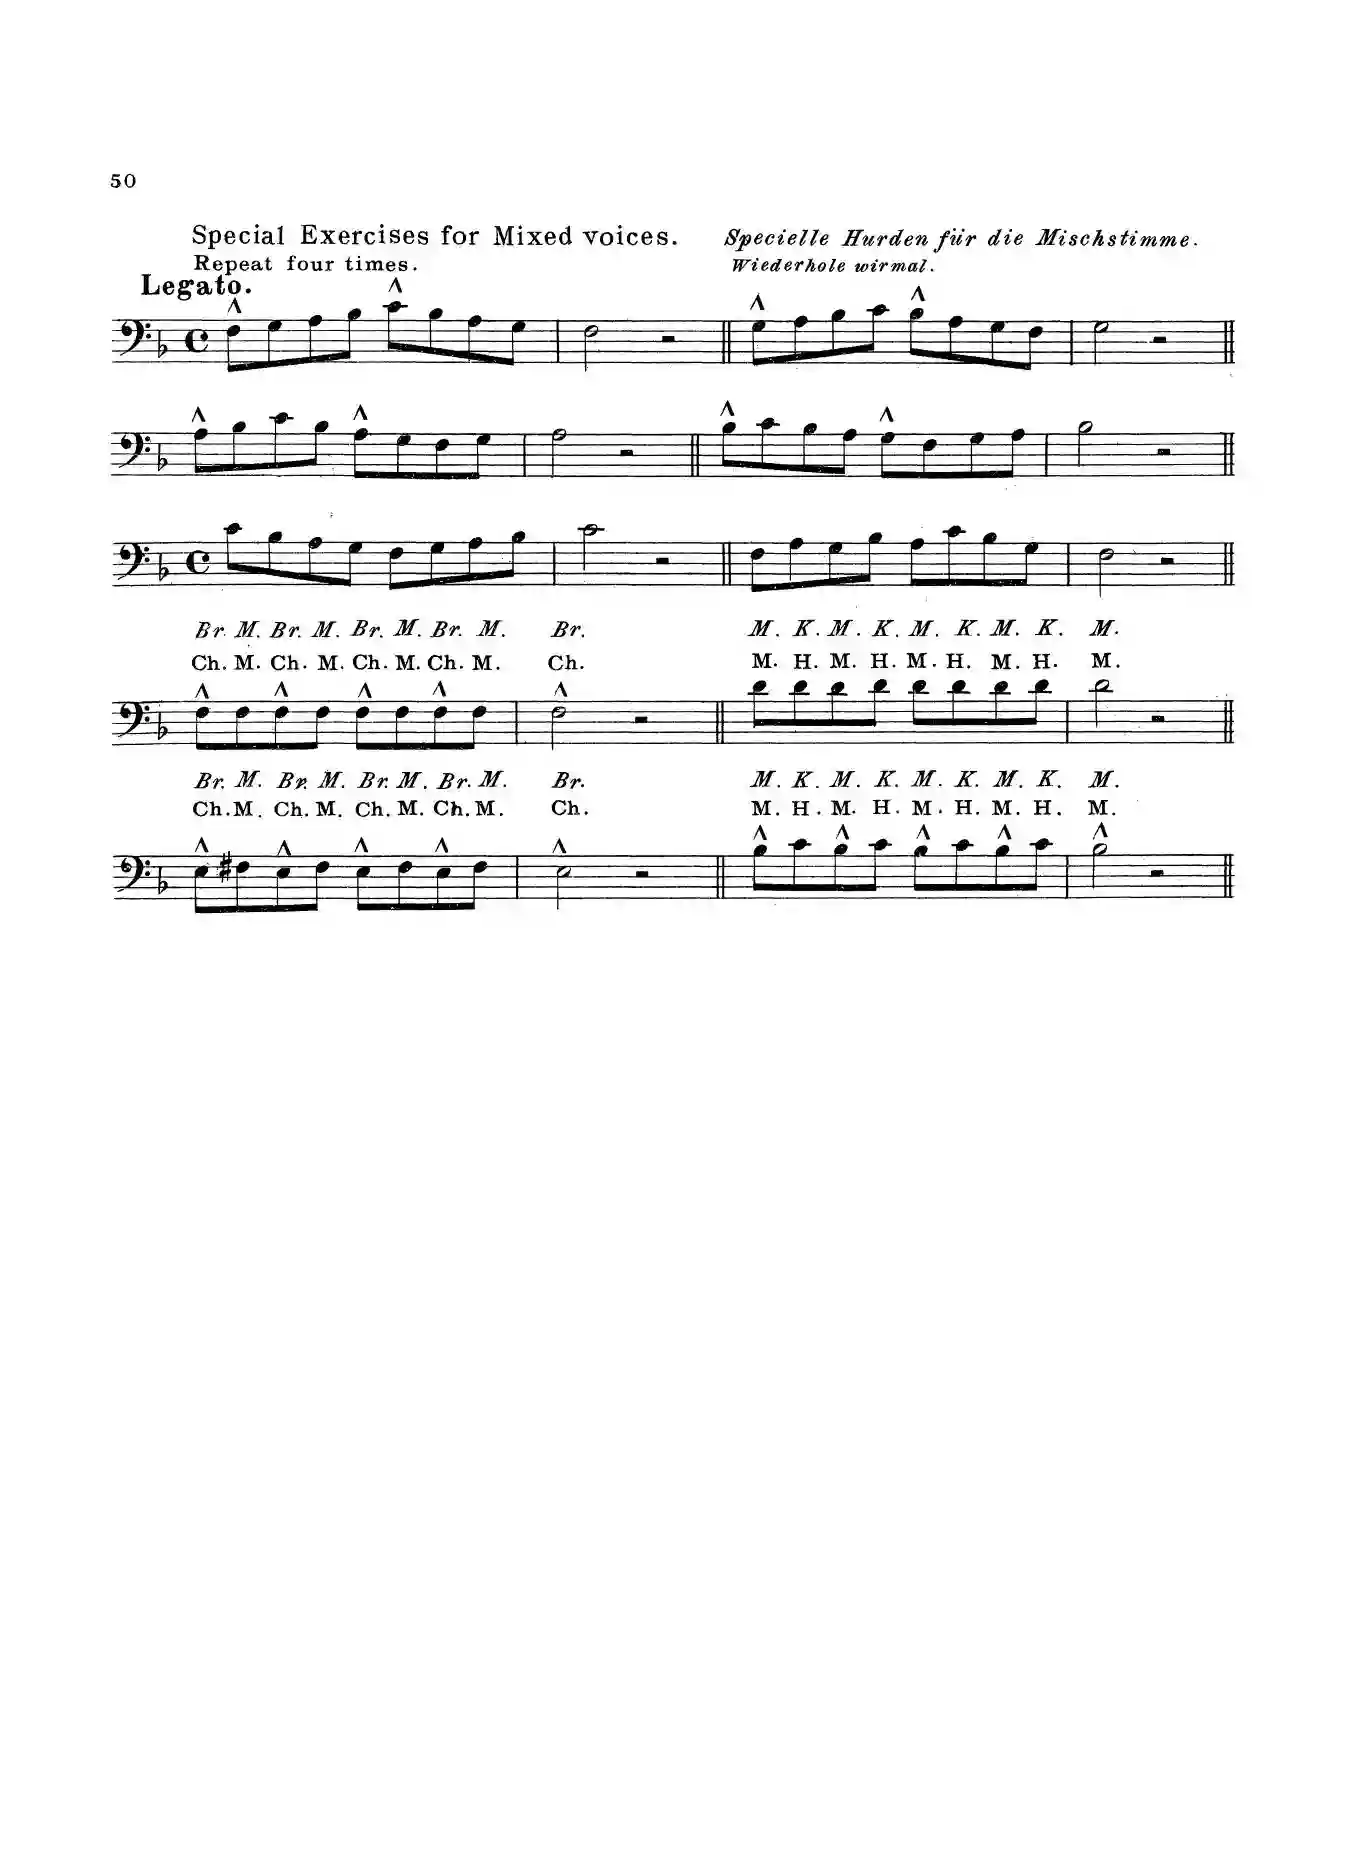 50
Special Exercises for Mixed voices. Specielle Hurden für die Mischstimme.
Repeat four times. Wiederhole wirmal.
Legato.
Br. M. Br. M. Br. M. Br. M. Br. M. K. M. K. M. K. M. K. M.
Ch. M. Ch. M. Ch. M. Ch. M. Ch. M. H. M. H. M. H. M. H. M.
Br. M. Br. M. Br. M. Br. M. Br. M. K. M. K. M. K. M. K. M.
Ch. M. Ch. M. Ch. M. Ch. M. Ch. M. H. M. H. M. H. M. H. M.